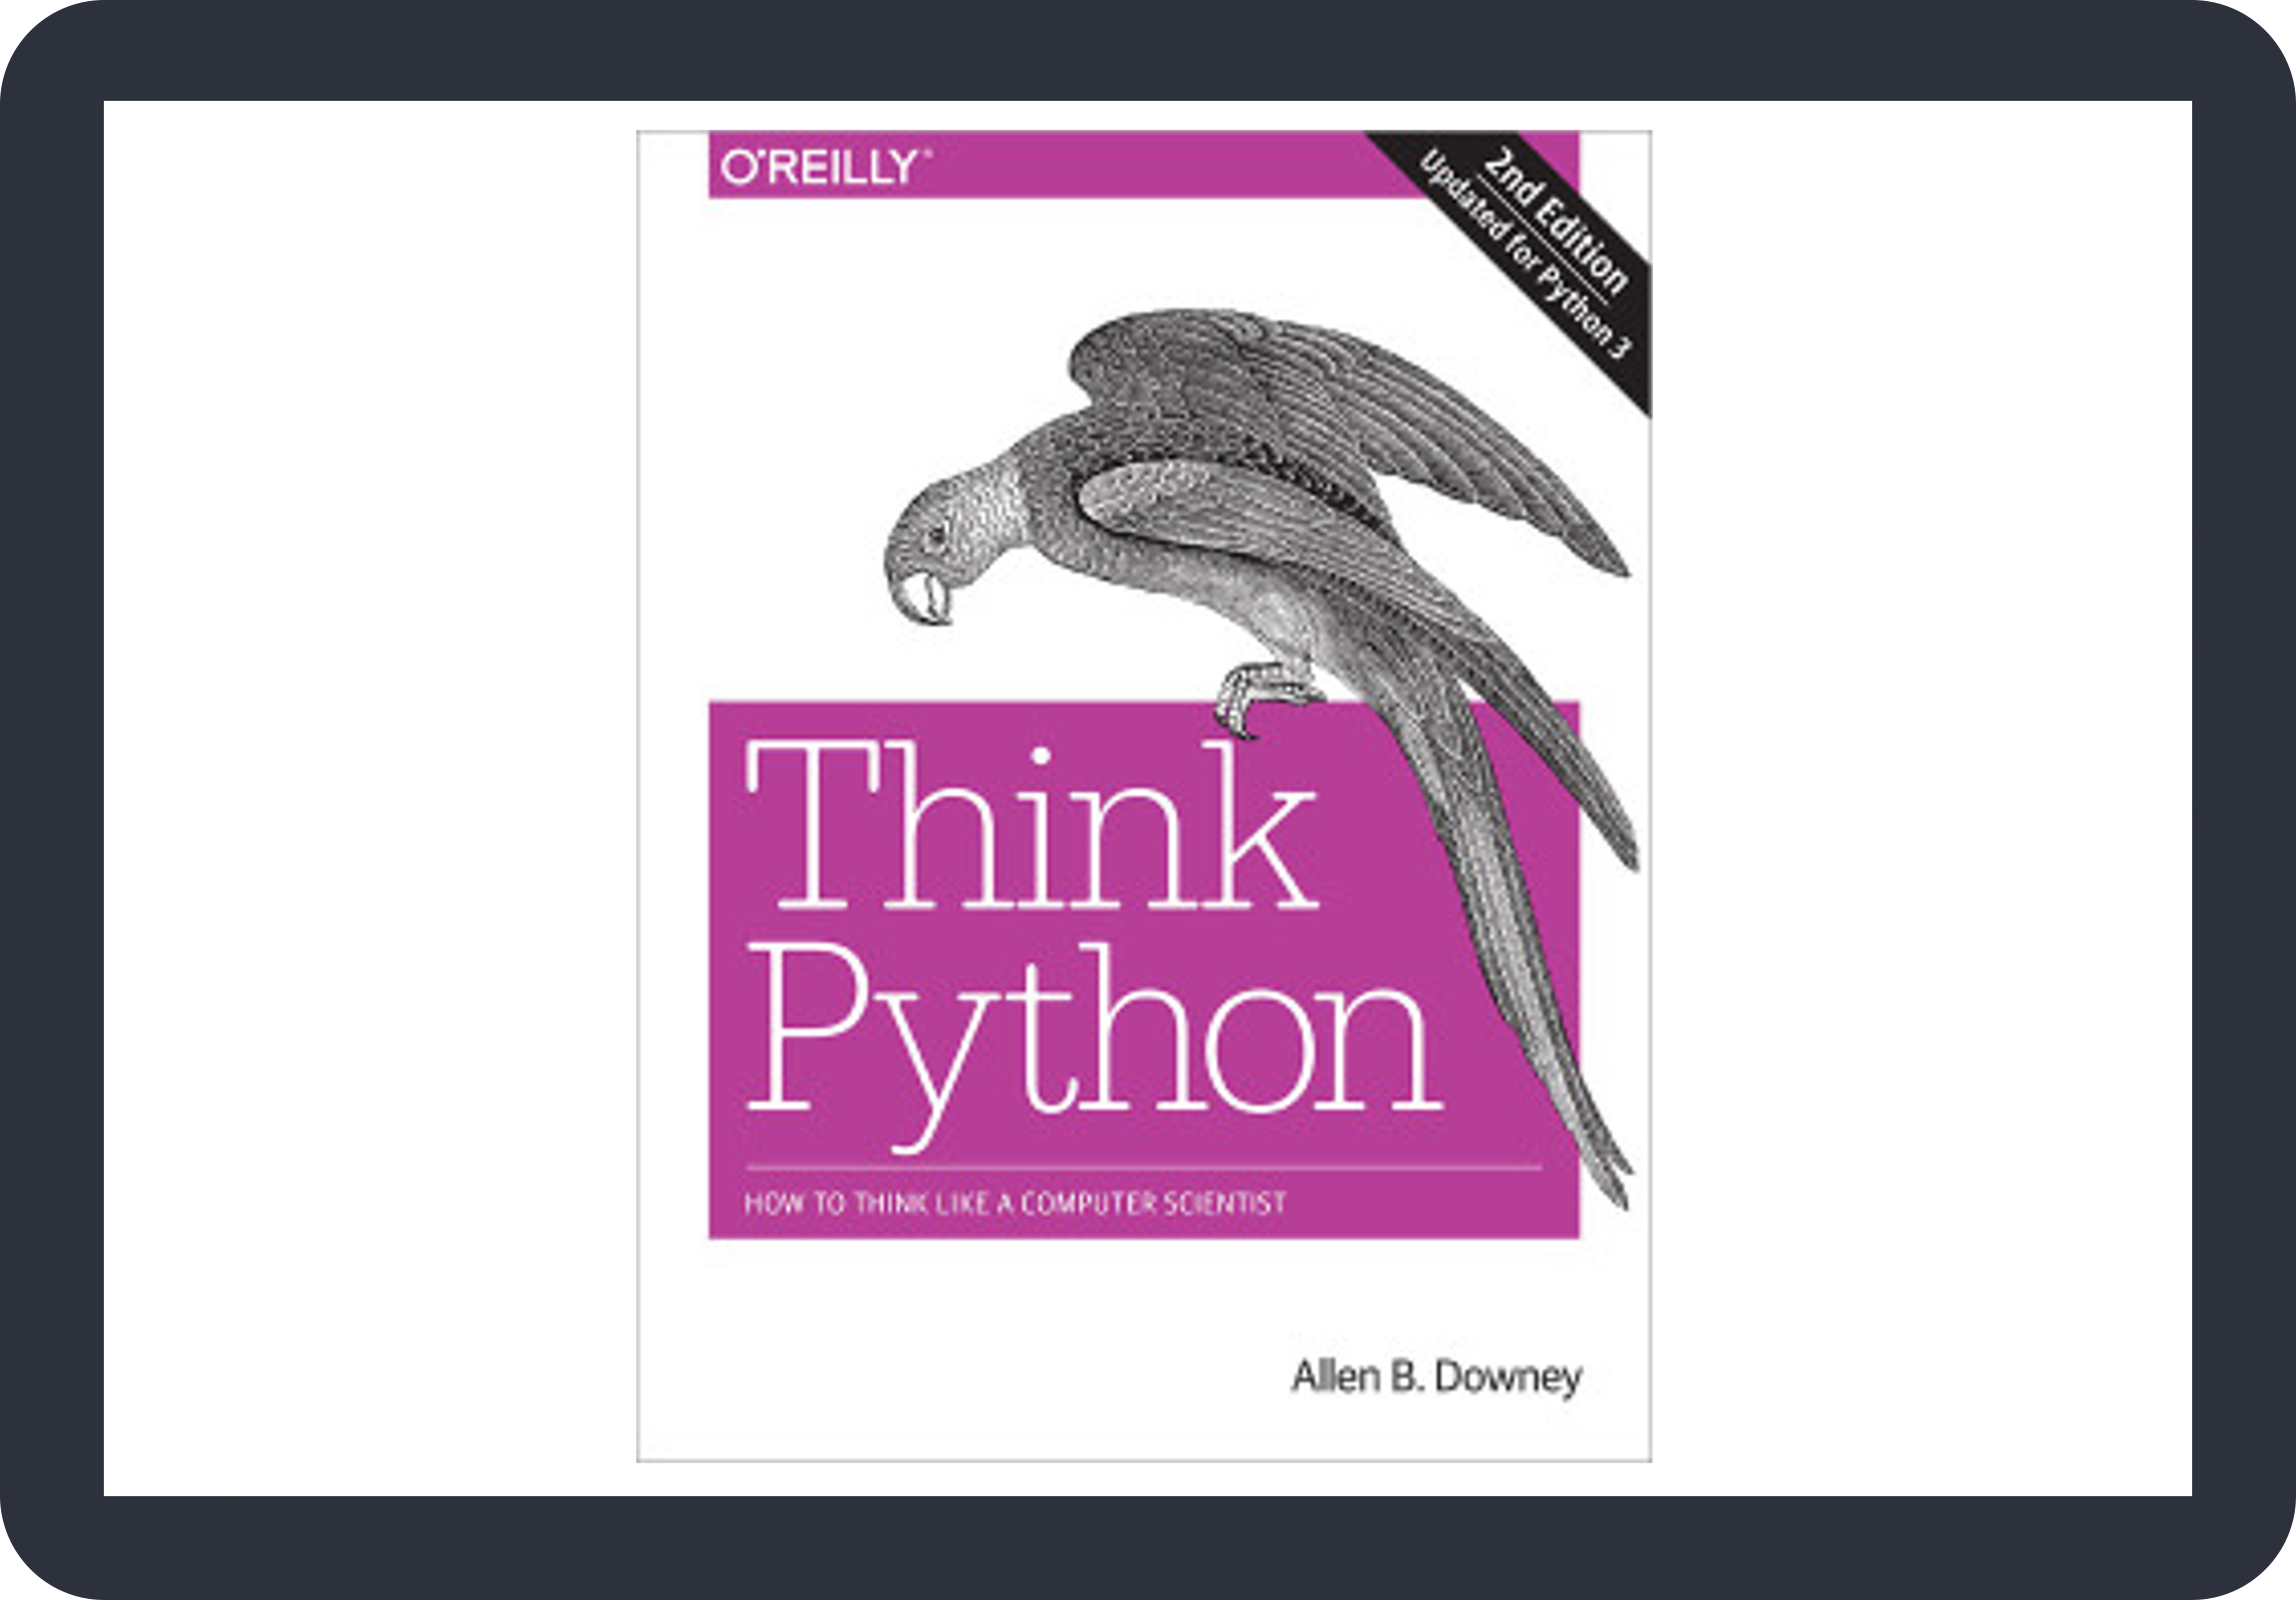 O'REILLY®
2nd Edition
Updated for Python 3
Think
Python
HOW TO THINK LIKE A COMPUTER SCIENTIST
Allen B. Downey